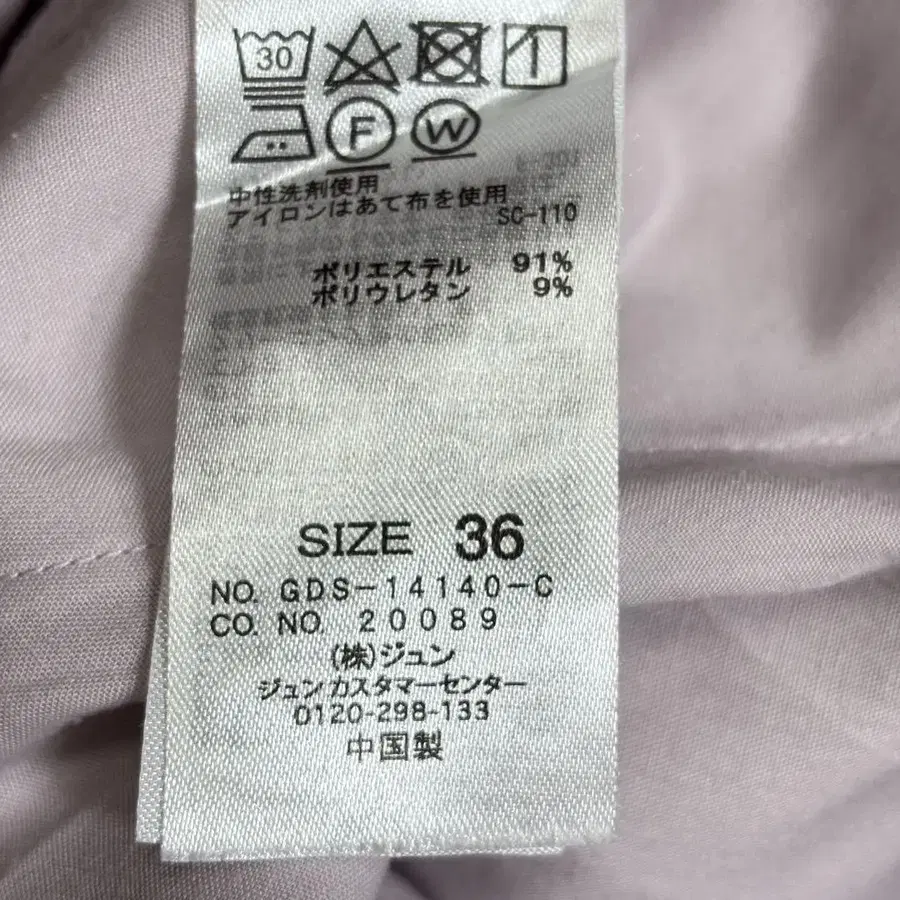 30
F W
中性洗剤使用
アイロンはあて布を使用
SC-110
ポリエステル 91%
ポリウレタン 9%
SIZE 36
NO. GDS-14140-C
CO. NO. 20089
(株)ジュン
ジュンカスタマーセンター
0120-298-133
中国製